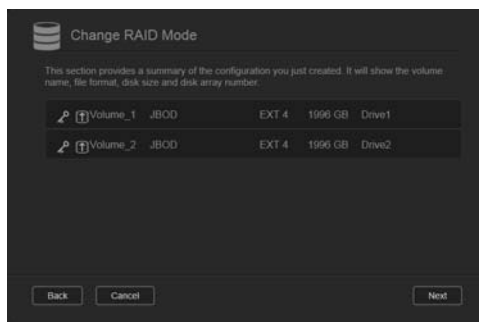 Change RAID Mode
This section provides a summary of the configuration you just created. It will show the volume
name, file format, disk size and disk array number.
Volume_1 JBOD EXT 4 1996 GB Drive1
Volume_2 JBOD EXT 4 1996 GB Drive2
Back Cancel Next